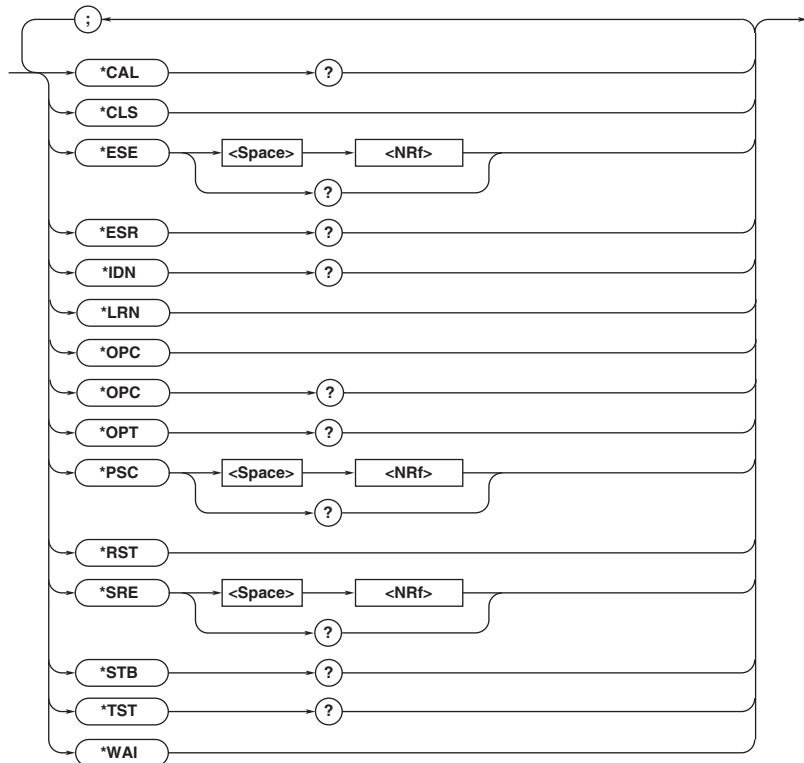 ;
*CAL ?
*CLS
*ESE <Space> <NRf>
?
*ESR ?
*IDN ?
*LRN
*OPC
*OPC ?
*OPT ?
*PSC <Space> <NRf>
?
*RST
*SRE <Space> <NRf>
?
*STB ?
*TST ?
*WAI